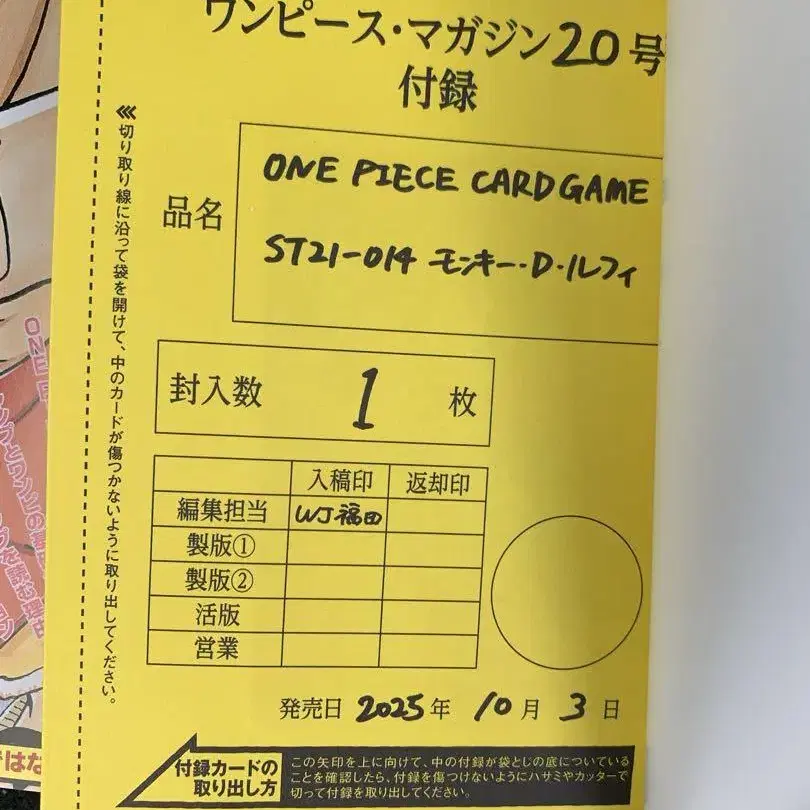 ワンピース・マガジン20号
付録
品名
ONE PIECE CARD GAME
ST21-014 モンキー・D・ルフィ
封入数 1 枚
入稿印 返却印
編集担当 WJ福田
製版①
製版②
活版
営業
発売日 2025年 10月 3日
切り取り線に沿って袋を開けて、中のカードが傷つかないように取り出してください。
付録カードの
取り出し方
この矢印を上に向けて、中の付録が袋とじの底についている
ことを確認したら、付録を傷つけないようにハサミやカッターで
切って付録を取り出してください。